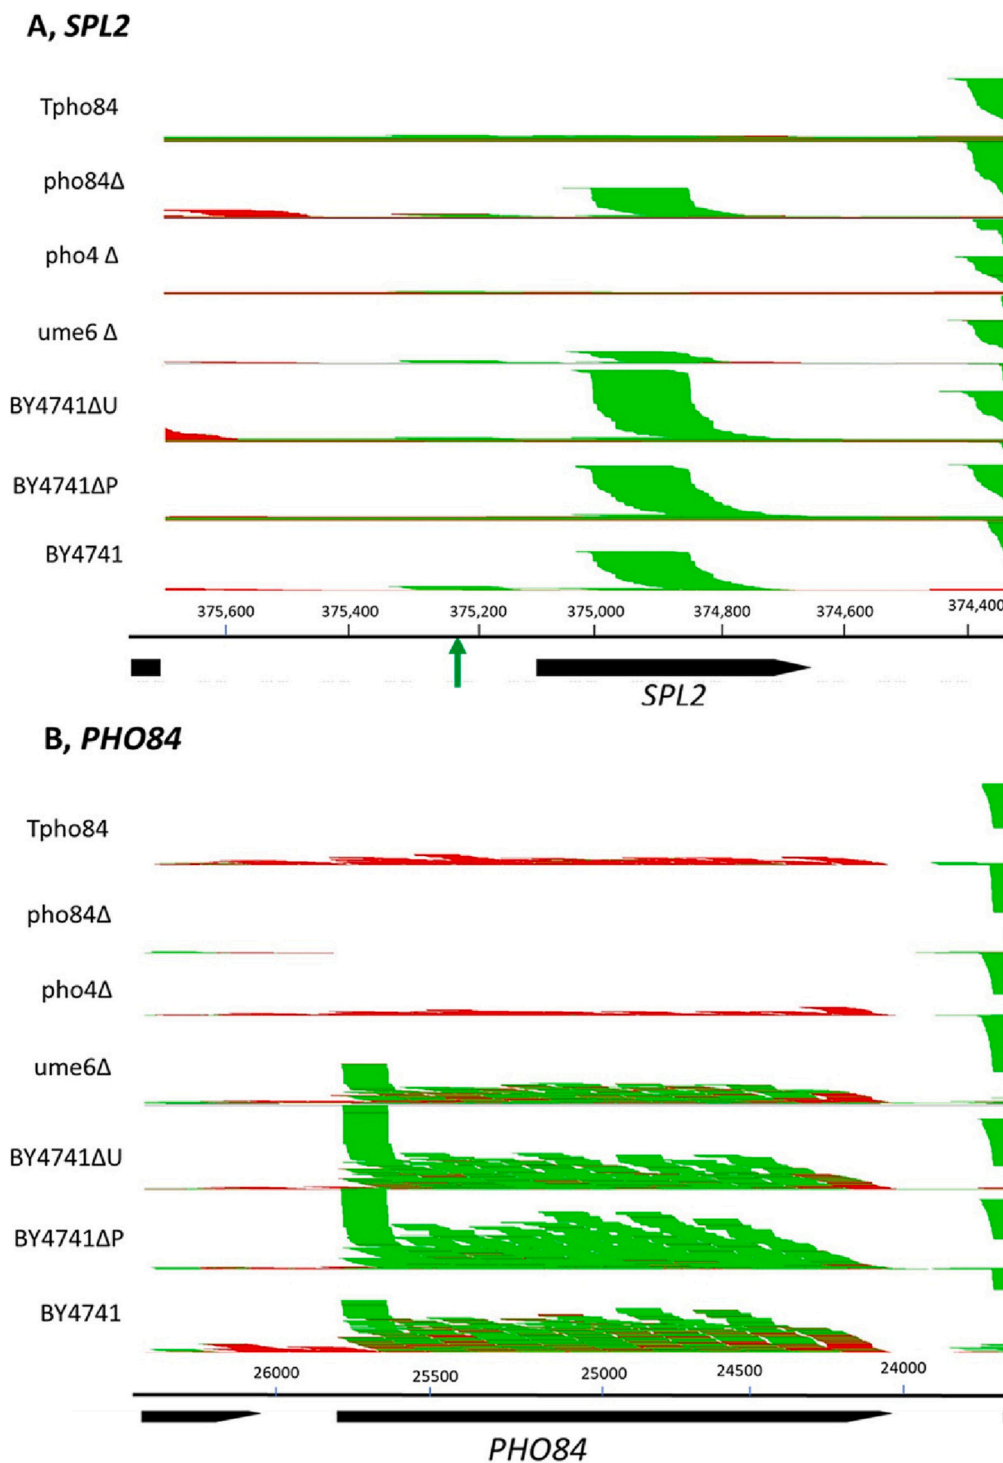 A, SPL2
Tpho84
pho84Δ
pho4 Δ
ume6 Δ
BY4741ΔU
BY4741ΔP
BY4741
375,600 375,400 375,200 375,000 374,800 374,600 374,400
SPL2
B, PHO84
Tpho84
pho84Δ
pho4Δ
ume6Δ
BY4741ΔU
BY4741ΔP
BY4741
26000 25500 25000 24500 24000
PHO84